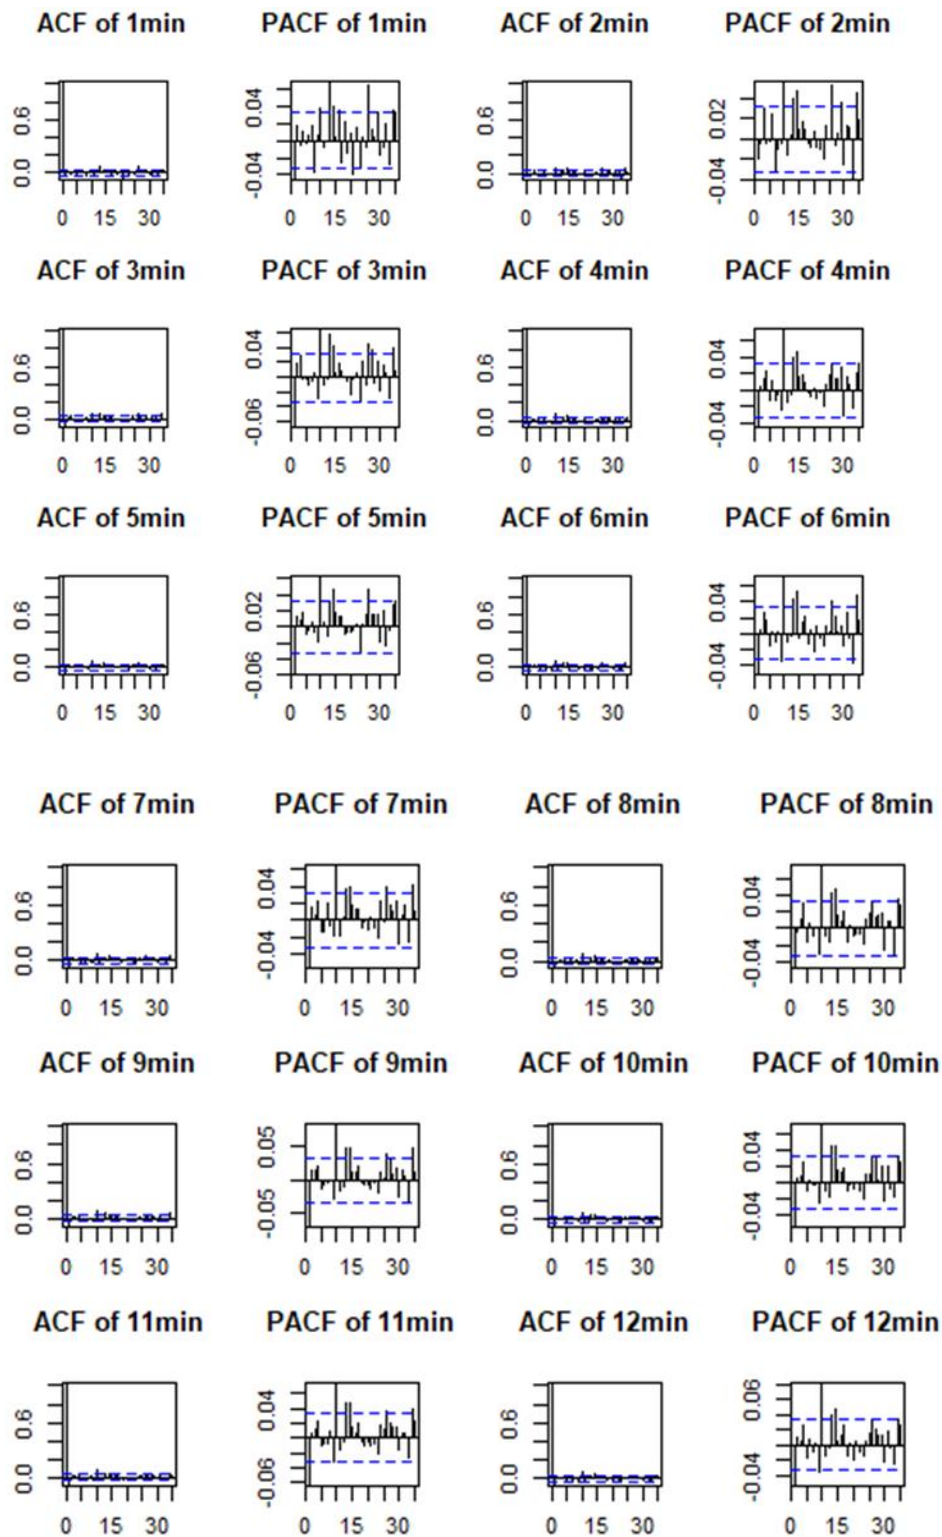 ACF of 1min PACF of 1min ACF of 2min PACF of 2min
0.0 0.6 -0.04 0.04 0.0 0.6 -0.04 0.02
0 15 30 0 15 30 0 15 30 0 15 30
ACF of 3min PACF of 3min ACF of 4min PACF of 4min
0.0 0.6 -0.06 0.04 0.0 0.6 -0.04 0.04
0 15 30 0 15 30 0 15 30 0 15 30
ACF of 5min PACF of 5min ACF of 6min PACF of 6min
0.0 0.6 -0.06 0.02 0.0 0.6 -0.04 0.04
0 15 30 0 15 30 0 15 30 0 15 30
ACF of 7min PACF of 7min ACF of 8min PACF of 8min
0.0 0.6 -0.04 0.04 0.0 0.6 -0.04 0.04
0 15 30 0 15 30 0 15 30 0 15 30
ACF of 9min PACF of 9min ACF of 10min PACF of 10min
0.0 0.6 -0.05 0.05 0.0 0.6 -0.04 0.04
0 15 30 0 15 30 0 15 30 0 15 30
ACF of 11min PACF of 11min ACF of 12min PACF of 12min
0.0 0.6 -0.06 0.04 0.0 0.6 -0.04 0.06
0 15 30 0 15 30 0 15 30 0 15 30